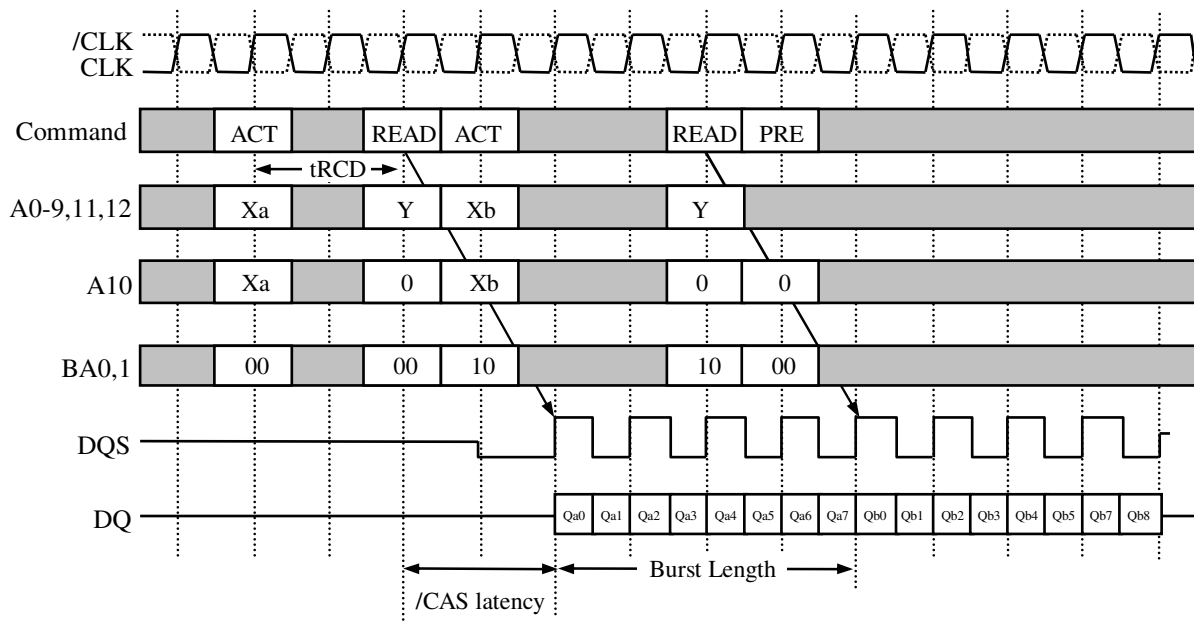 /CLK
CLK
Command ACT READ ACT READ PRE
tRCD
A0-9,11,12 Xa Y Xb Y
A10 Xa 0 Xb 0 0
BA0,1 00 00 10 10 00
DQS
DQ Qa0 Qa1 Qa2 Qa3 Qa4 Qa5 Qa6 Qa7 Qb0 Qb1 Qb2 Qb3 Qb4 Qb5 Qb7 Qb8
Burst Length
/CAS latency